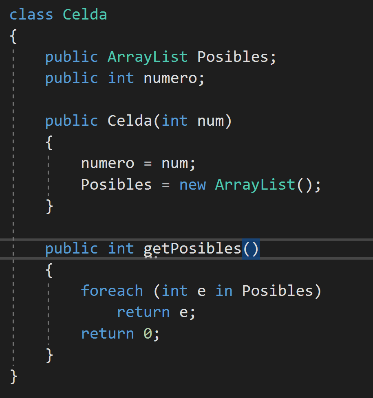 class Celda
{
    public ArrayList Posibles;
    public int numero;

    public Celda(int num)
    {
        numero = num;
        Posibles = new ArrayList();
    }

    public int getPosibles()
    {
        foreach (int e in Posibles)
            return e;
        return 0;
    }
}